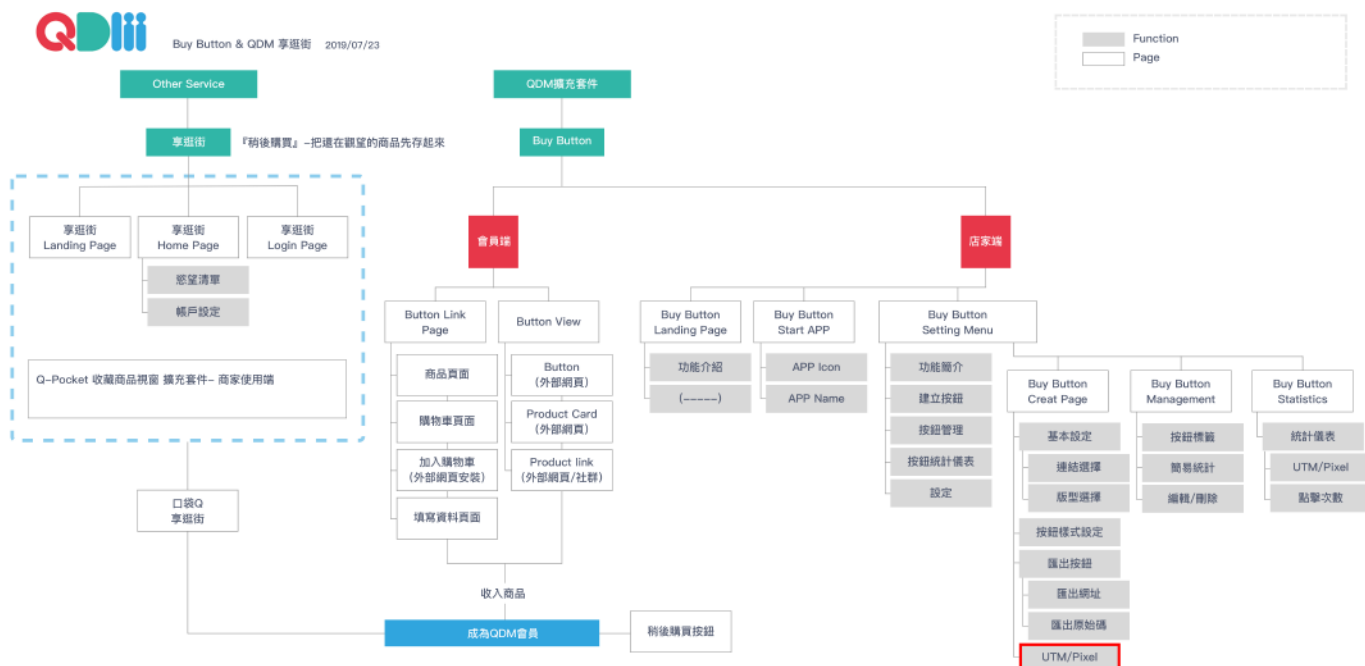 QDM
Buy Button & QDM 享逛街 2019/07/23
Function
Page
Other Service
QDM擴充套件
享逛街
『稍後購買』-把還在觀望的商品先存起來
Buy Button
享逛街
Landing Page
享逛街
Home Page
享逛街
Login Page
慾望清單
帳戶設定
Q-Pocket 收藏商品視窗 擴充套件- 商家使用端
口袋Q
享逛街
會員端
店家端
Button Link
Page
Button View
商品頁面
購物車頁面
加入購物車
(外部網頁安裝)
填寫資料頁面
Button
(外部網頁)
Product Card
(外部網頁)
Product link
(外部網頁/社群)
收入商品
成為QDM會員
稍後購買按鈕
Buy Button
Landing Page
功能介紹
(-----)
Buy Button
Start APP
APP Icon
APP Name
Buy Button
Setting Menu
功能簡介
建立按鈕
按鈕管理
按鈕統計儀表
設定
Buy Button
Creat Page
基本設定
連結選擇
版型選擇
按鈕樣式設定
匯出按鈕
匯出網址
匯出原始碼
UTM/Pixel
Buy Button
Management
按鈕標籤
簡易統計
編輯/刪除
Buy Button
Statistics
統計儀表
UTM/Pixel
點擊次數